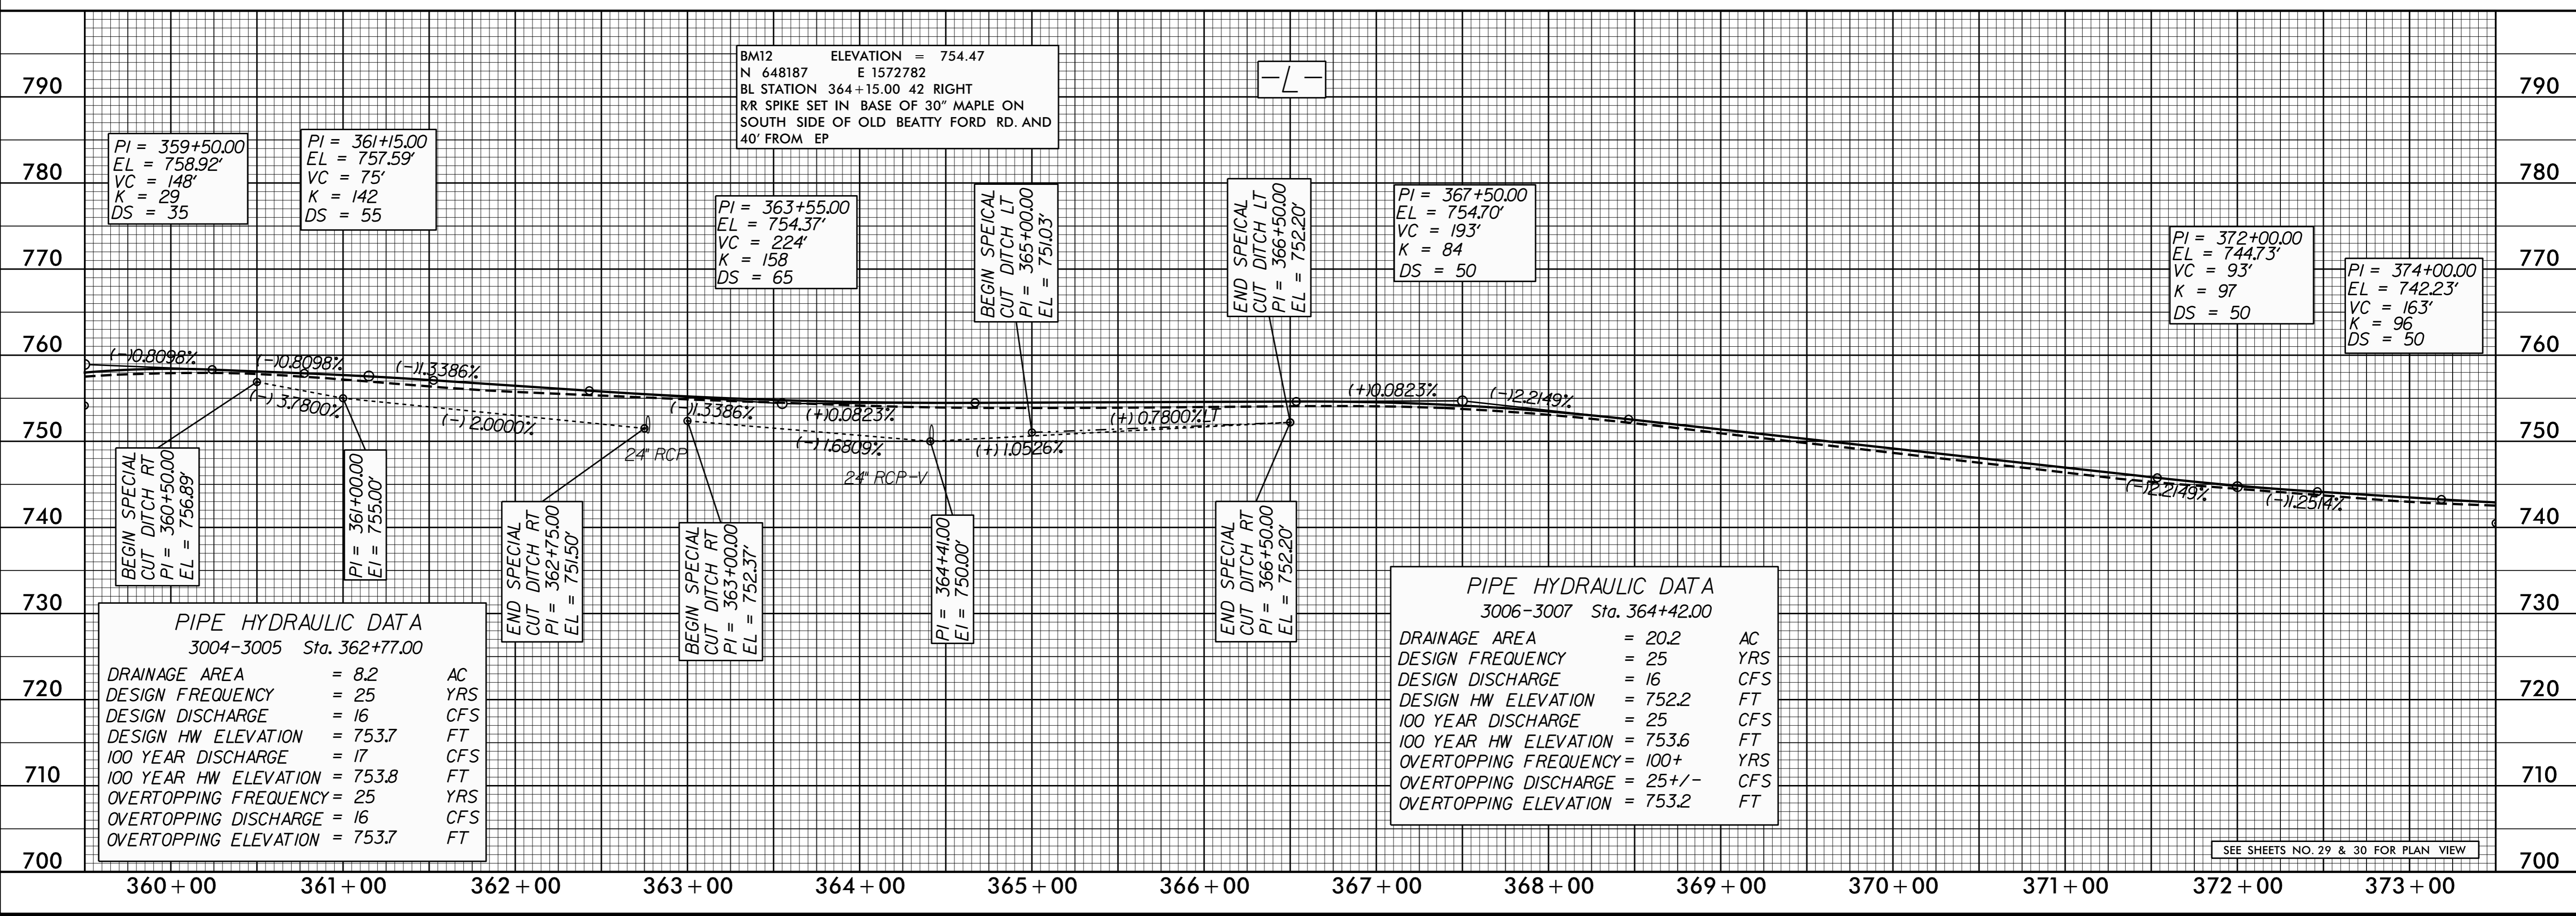 BM12 ELEVATION = 754.47
N 648187 E 1572782
BL STATION 364+15.00 42 RIGHT
R/R SPIKE SET IN BASE OF 30" MAPLE ON
SOUTH SIDE OF OLD BEATTY FORD RD. AND
40' FROM EP
-L-
790
790
780
780
770
770
760
760
750
750
740
740
730
730
720
720
710
710
700
700
PI = 359+50.00
EL = 758.92'
VC = 148'
K = 29
DS = 35
PI = 361+15.00
EL = 757.59'
VC = 75'
K = 142
DS = 55
PI = 363+55.00
EL = 754.37'
VC = 224'
K = 158
DS = 65
BEGIN SPEICAL
CUT DITCH LT
PI = 365+00.00
EL = 751.03'
END SPEICAL
CUT DITCH LT
PI = 366+50.00
EL = 752.20'
PI = 367+50.00
EL = 754.70'
VC = 193'
K = 84
DS = 50
PI = 372+00.00
EL = 744.73'
VC = 93'
K = 97
DS = 50
PI = 374+00.00
EL = 742.23'
VC = 163'
K = 96
DS = 50
(-)0.8098%
(-)0.8098%
(-)1.3386%
(-)3.7800%
(-)2.0000%
(-)1.3386%
(+)0.0823%
(-)1.6809%
(+)1.0526%
(+)0.7800%LT
(+)0.0823%
(-)2.2149%
(-)2.2149%
(-)1.2514%
24" RCP
24" RCP-V
BEGIN SPECIAL
CUT DITCH RT
PI = 360+50.00
EL = 756.89'
PI = 361+00.00
El = 755.00'
END SPECIAL
CUT DITCH RT
PI = 362+75.00
EL = 751.50'
BEGIN SPECIAL
CUT DITCH RT
PI = 363+00.00
EL = 752.37'
PI = 364+41.00
El = 750.00'
END SPECIAL
CUT DITCH RT
PI = 366+50.00
EL = 752.20'
PIPE HYDRAULIC DATA
3004-3005 Sta. 362+77.00
DRAINAGE AREA = 8.2 AC
DESIGN FREQUENCY = 25 YRS
DESIGN DISCHARGE = 16 CFS
DESIGN HW ELEVATION = 753.7 FT
100 YEAR DISCHARGE = 17 CFS
100 YEAR HW ELEVATION = 753.8 FT
OVERTOPPING FREQUENCY = 25 YRS
OVERTOPPING DISCHARGE = 16 CFS
OVERTOPPING ELEVATION = 753.7 FT
PIPE HYDRAULIC DATA
3006-3007 Sta. 364+42.00
DRAINAGE AREA = 20.2 AC
DESIGN FREQUENCY = 25 YRS
DESIGN DISCHARGE = 16 CFS
DESIGN HW ELEVATION = 752.2 FT
100 YEAR DISCHARGE = 25 CFS
100 YEAR HW ELEVATION = 753.6 FT
OVERTOPPING FREQUENCY = 100+ YRS
OVERTOPPING DISCHARGE = 25+/- CFS
OVERTOPPING ELEVATION = 753.2 FT
SEE SHEETS NO. 29 & 30 FOR PLAN VIEW
360+00 361+00 362+00 363+00 364+00 365+00 366+00 367+00 368+00 369+00 370+00 371+00 372+00 373+00